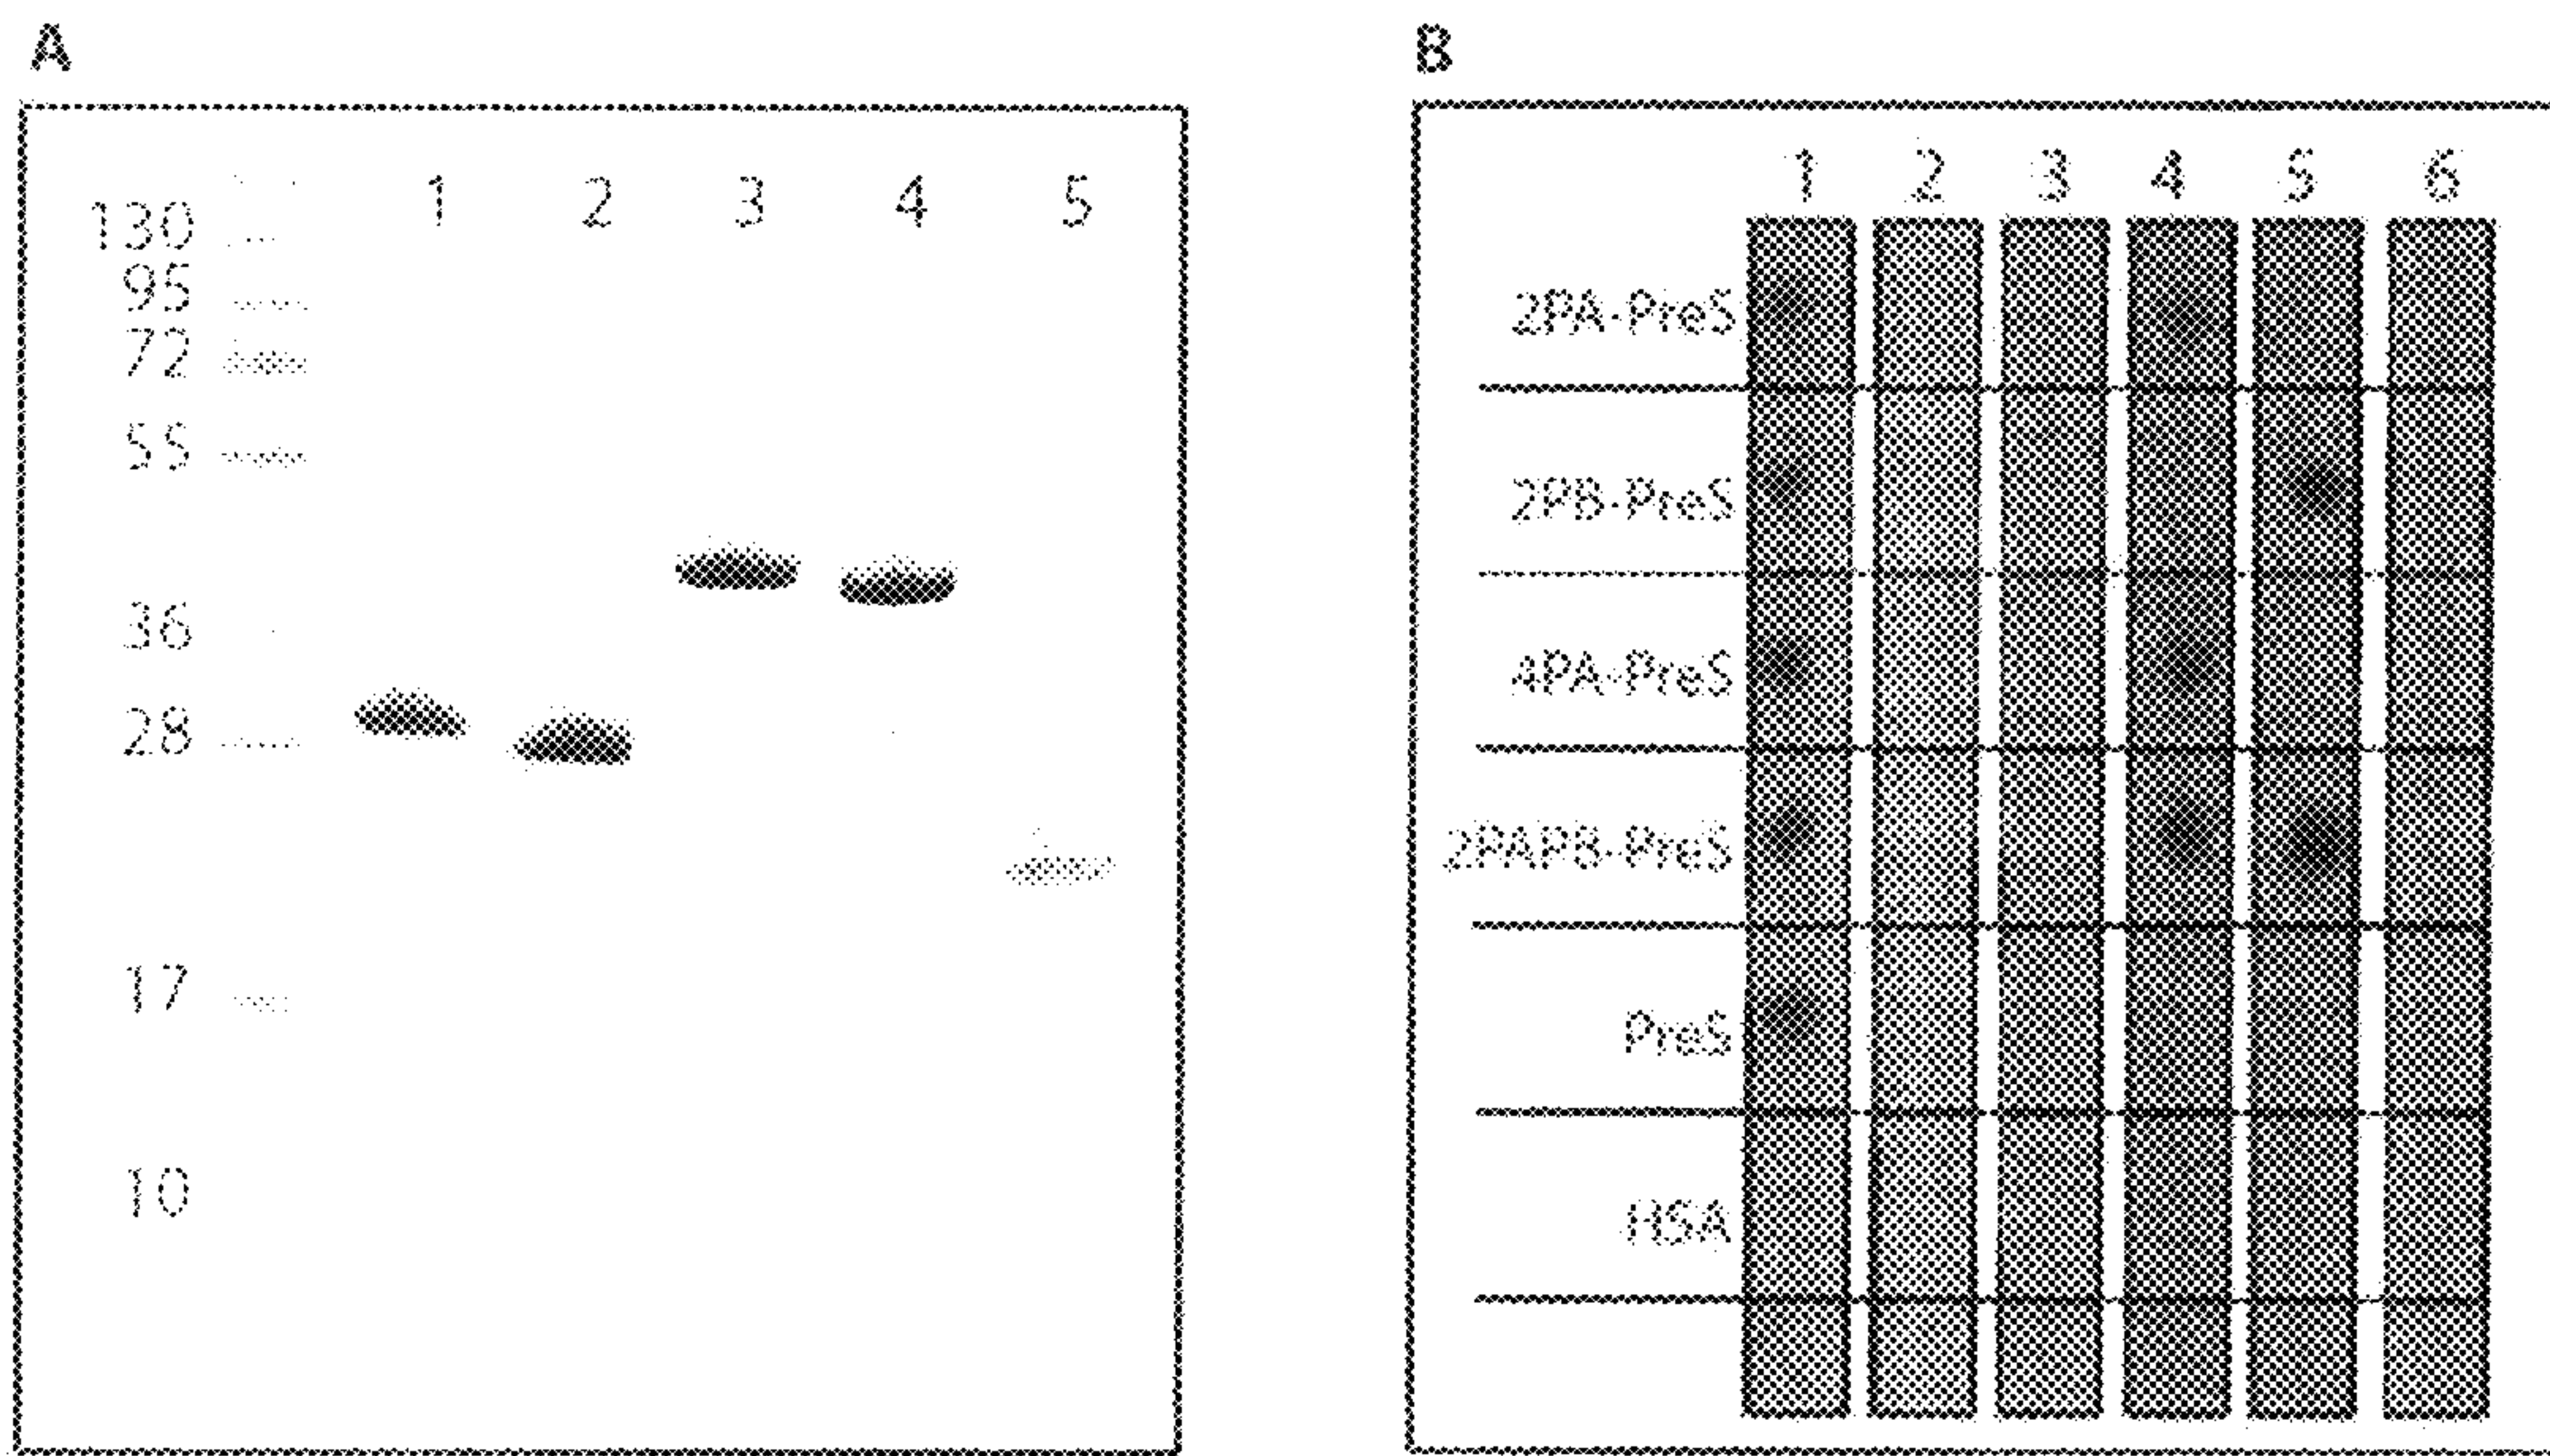 A
1 2 3 4 5
130
95
72
55
36
28
17
10
B
1 2 3 4 5 6
2PA-PreS
2PB-PreS
4PA-PreS
2PAPB-PreS
PreS
HSA